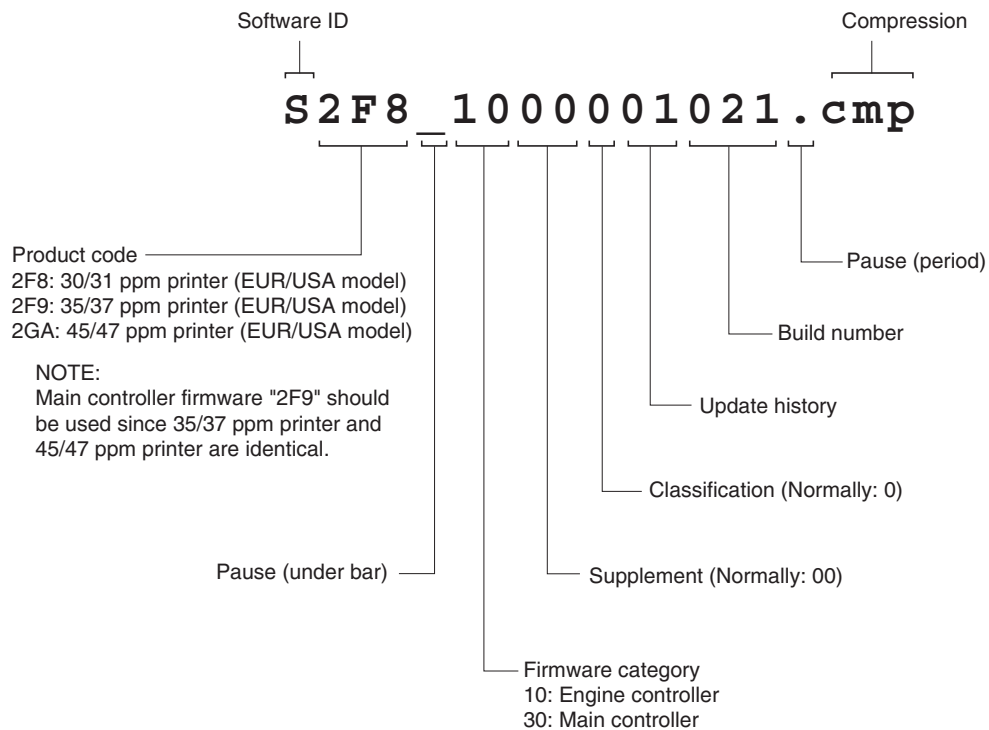 Software ID
Compression
S2F8_1000001021.cmp
Product code
2F8: 30/31 ppm printer (EUR/USA model)
2F9: 35/37 ppm printer (EUR/USA model)
2GA: 45/47 ppm printer (EUR/USA model)
NOTE:
Main controller firmware "2F9" should
be used since 35/37 ppm printer and
45/47 ppm printer are identical.
Pause (period)
Build number
Update history
Classification (Normally: 0)
Pause (under bar)
Supplement (Normally: 00)
Firmware category
10: Engine controller
30: Main controller